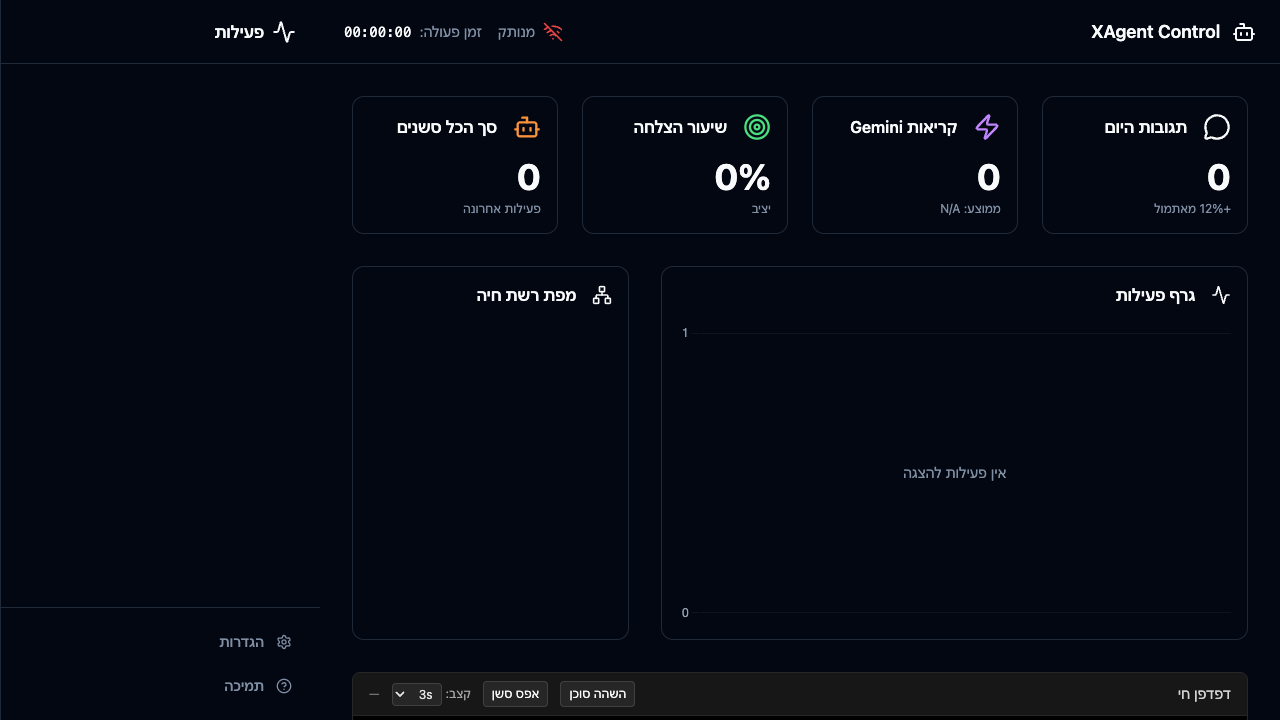 XAgent Control
מנותק
זמן פעולה: 00:00:00
פעילות
תגובות היום
0
+12% מאתמול
קריאות Gemini
0
ממוצע: N/A
שיעור הצלחה
0%
יציב
סך הכל סשנים
0
פעילות אחרונה
גרף פעילות
1
אין פעילות להצגה
0
מפת רשת חיה
דפדפן חי
השהה סוכן
אפס סשן
קצב: 3s
—
הגדרות
תמיכה